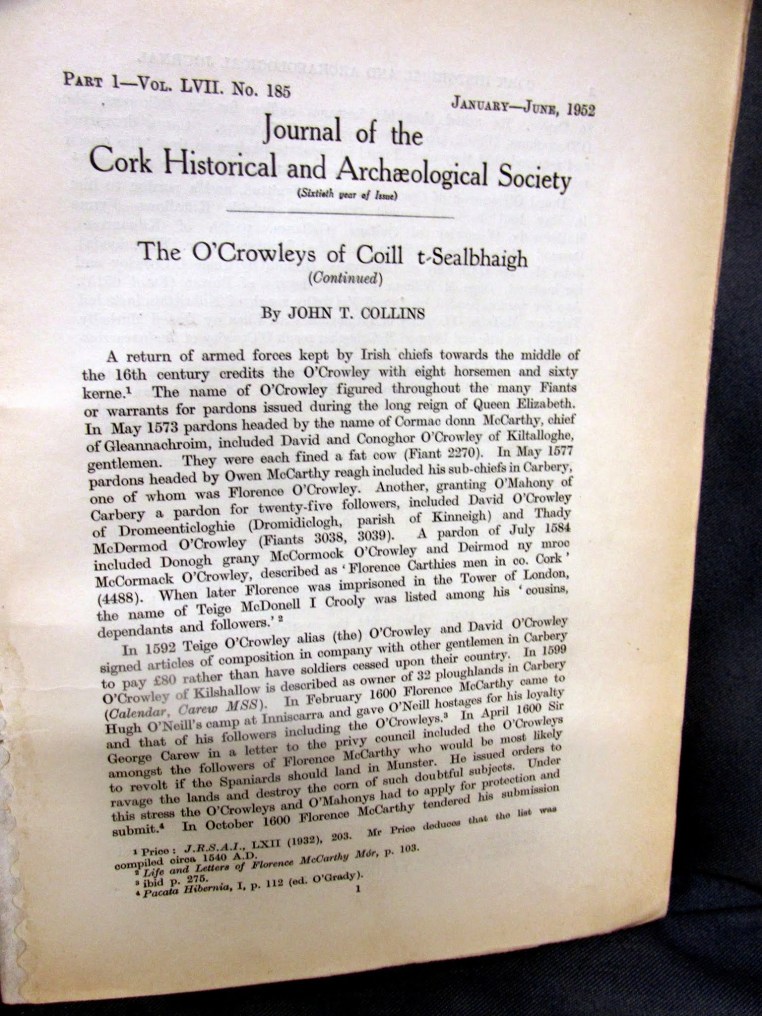 Part 1—Vol. LVII. No. 185
January—June, 1952
Journal of the
Cork Historical and Archæological Society
(Sixtieth year of Issue)
The O'Crowleys of Coill t-Sealbhaigh
(Continued)
By JOHN T. COLLINS
A return of armed forces kept by Irish chiefs towards the middle of
the 16th century credits the O'Crowley with eight horsemen and sixty
kerne.¹ The name of O'Crowley figured throughout the many Fiants
or warrants for pardons issued during the long reign of Queen Elizabeth.
In May 1573 pardons headed by the name of Cormac donn McCarthy, chief
of Gleannachroim, included David and Conoghor O'Crowley of Kiltalloghe,
gentlemen. They were each fined a fat cow (Fiant 2270). In May 1577
pardons headed by Owen McCarthy reagh included his sub-chiefs in Carbery,
one of whom was Florence O'Crowley. Another, granting O'Mahony of
Carbery a pardon for twenty-five followers, included David O'Crowley
of Dromeenticloghie (Dromidiclogh, parish of Kinneigh) and Thady
McDermod O'Crowley (Fiants 3038, 3039). A pardon of July 1584
included Donogh grany McCormock O'Crowley and Deirmod ny mroc
McCormack O'Crowley, described as ' Florence Carthies men in co. Cork '
(4488). When later Florence was imprisoned in the Tower of London,
the name of Teige McDonell I Crooly was listed among his ' cousins,
dependants and followers.' ²
In 1592 Teige O'Crowley alias (the) O'Crowley and David O'Crowley
signed articles of composition in company with other gentlemen in Carbery
to pay £80 rather than have soldiers cessed upon their country. In 1599
O'Crowley of Kilshallow is described as owner of 32 ploughlands in Carbery
(Calendar, Carew MSS). In February 1600 Florence McCarthy came to
Hugh O'Neill's camp at Inniscarra and gave O'Neill hostages for his loyalty
and that of his followers including the O'Crowleys.³ In April 1600 Sir
George Carew in a letter to the privy council included the O'Crowleys
amongst the followers of Florence McCarthy who would be most likely
to revolt if the Spaniards should land in Munster. He issued orders to
ravage the lands and destroy the corn of such doubtful subjects. Under
this stress the O'Crowleys and O'Mahonys had to apply for protection and
submit.⁴ In October 1600 Florence McCarthy tendered his submission
¹ Price : J.R.S.A.I., LXII (1932), 203. Mr Price deduces that the list was
compiled circa 1540 A.D.
² Life and Letters of Florence McCarthy Mór, p. 103.
³ ibid p. 275.
⁴ Pacata Hibernia, I, p. 112 (ed. O'Grady).
1